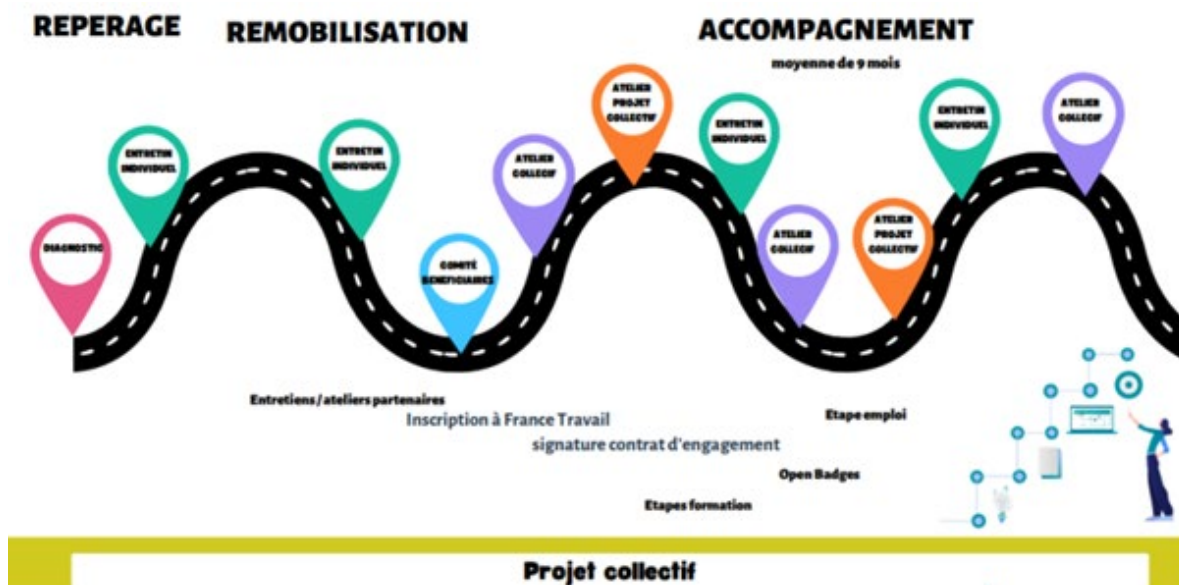 REPERAGE
REMOBILISATION
ACCOMPAGNEMENT
moyenne de 9 mois
DIAGNOSTIC
ENTRETIN
INDIVIDUEL
ENTRETIN
INDIVIDUEL
COMITÉ
BENEFICIAIRES
ATELIER
COLLECIF
ATELIER
PROJET
COLLECTIF
ENTRETIN
INDIVIDUEL
ATELIER
COLLECIF
ATELIER
PROJET
COLLECTIF
ENTRETIN
INDIVIDUEL
ATELIER
COLLECIF
Entretiens / ateliers partenaires
Inscription à France Travail
signature contrat d'engagement
Etape emploi
Open Badges
Etapes formation
Projet collectif